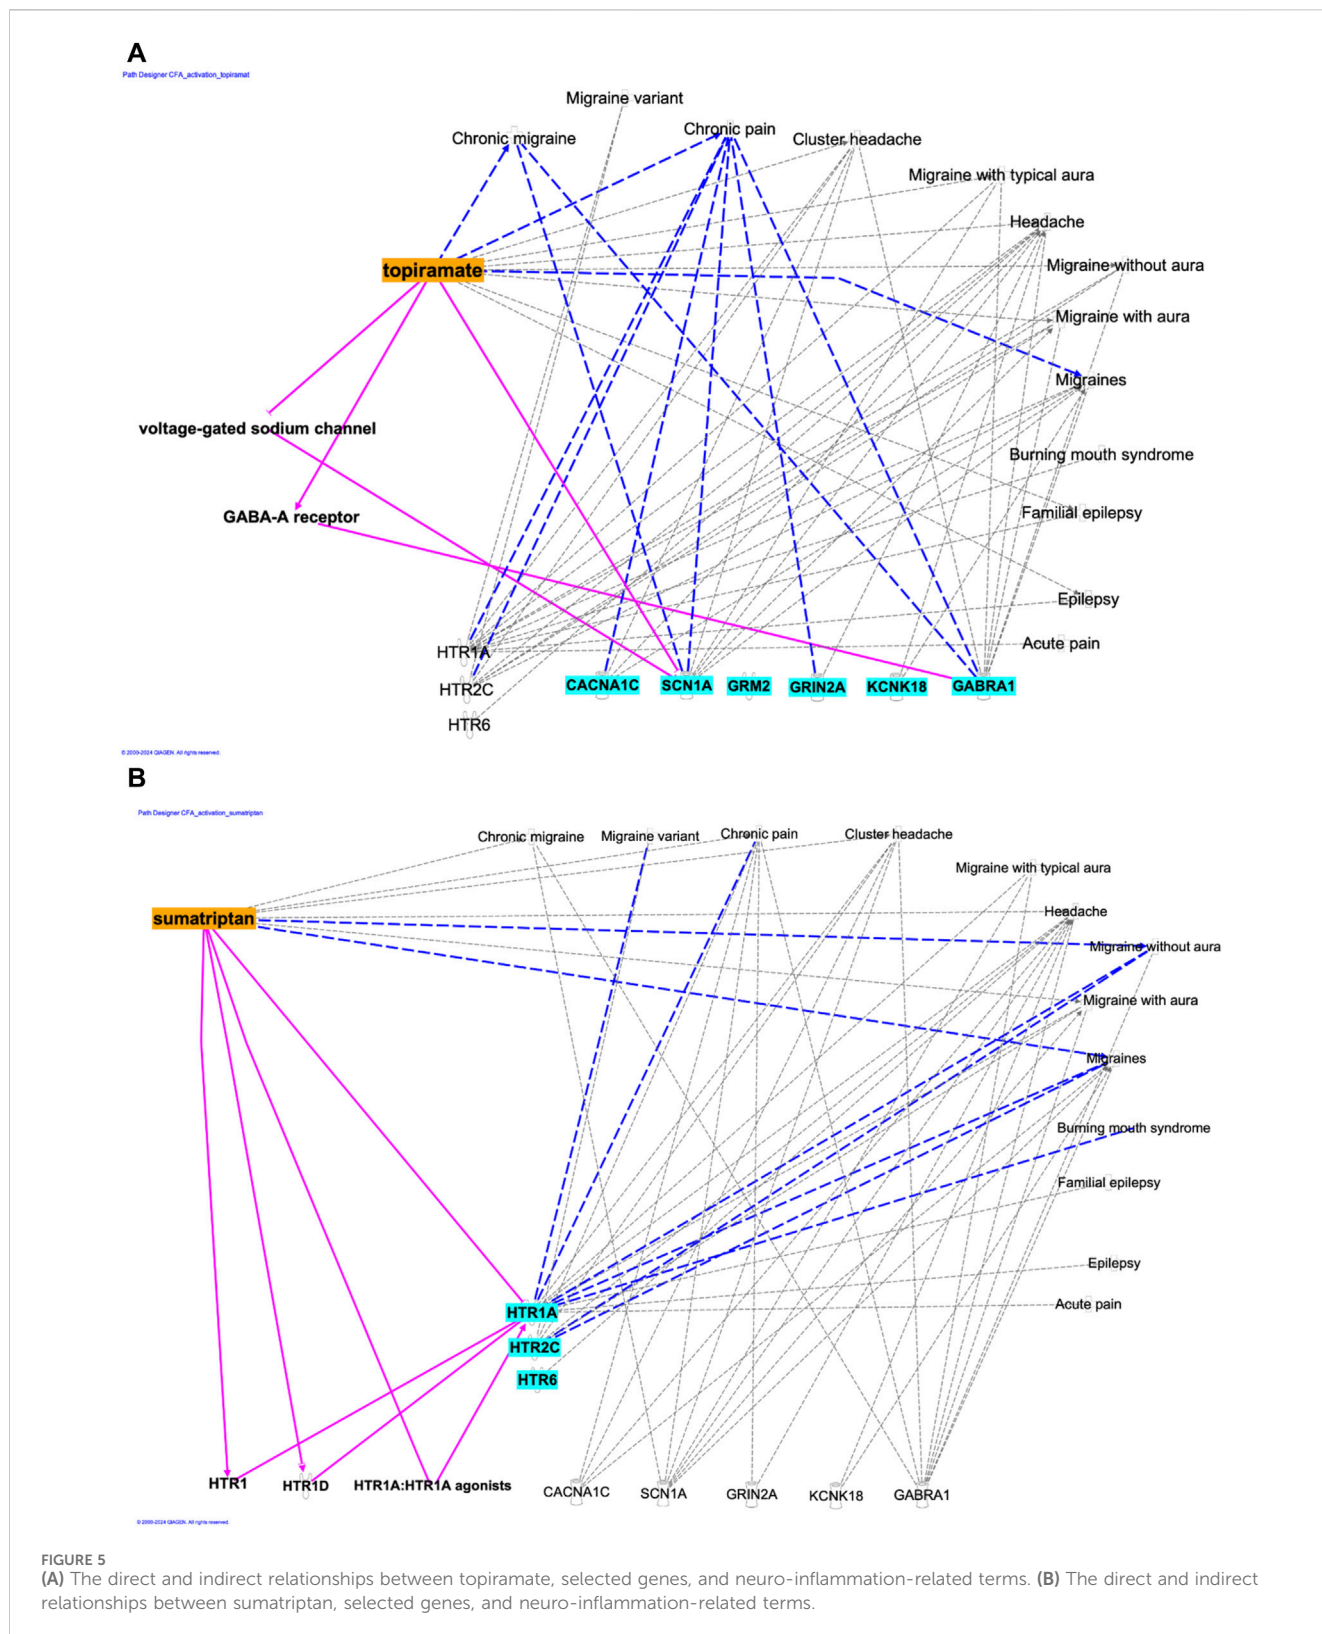 A
Path Designer CFA_activation_topiramat
Migraine variant
Chronic pain
Chronic migraine
Cluster headache
Migraine with typical aura
Headache
topiramate
Migraine without aura
Migraine with aura
Migraines
voltage-gated sodium channel
Burning mouth syndrome
GABA-A receptor
Familial epilepsy
Epilepsy
Acute pain
HTR1A
HTR2C
CACNA1C SCN1A GRM2 GRIN2A KCNK18 GABRA1
HTR6
© 2000-2024 QIAGEN. All rights reserved.
B
Path Designer CFA_activation_sumatriptan
Chronic migraine Migraine variant Chronic pain Cluster headache
Migraine with typical aura
sumatriptan
Headache
Migraine without aura
Migraine with aura
Migraines
Burning mouth syndrome
Familial epilepsy
Epilepsy
Acute pain
HTR1A
HTR2C
HTR6
HTR1 HTR1D HTR1A:HTR1A agonists
CACNA1C SCN1A GRIN2A KCNK18 GABRA1
© 2000-2024 QIAGEN. All rights reserved.
FIGURE 5
(A) The direct and indirect relationships between topiramate, selected genes, and neuro-inflammation-related terms. (B) The direct and indirect
relationships between sumatriptan, selected genes, and neuro-inflammation-related terms.